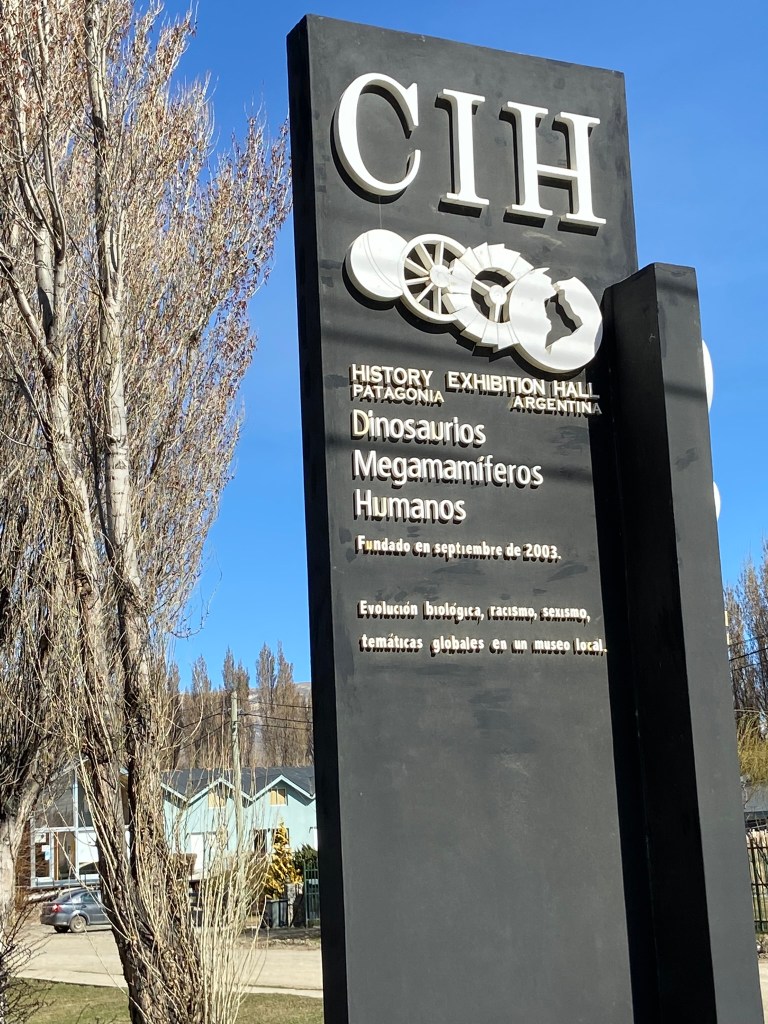 CIH
HISTORY EXHIBITION HALL
PATAGONIA ARGENTINA
Dinosaurios
Megamamíferos
Humanos
Fundado en septiembre de 2003.
Evolución biológica, racismo, sexismo,
temáticas globales en un museo local.